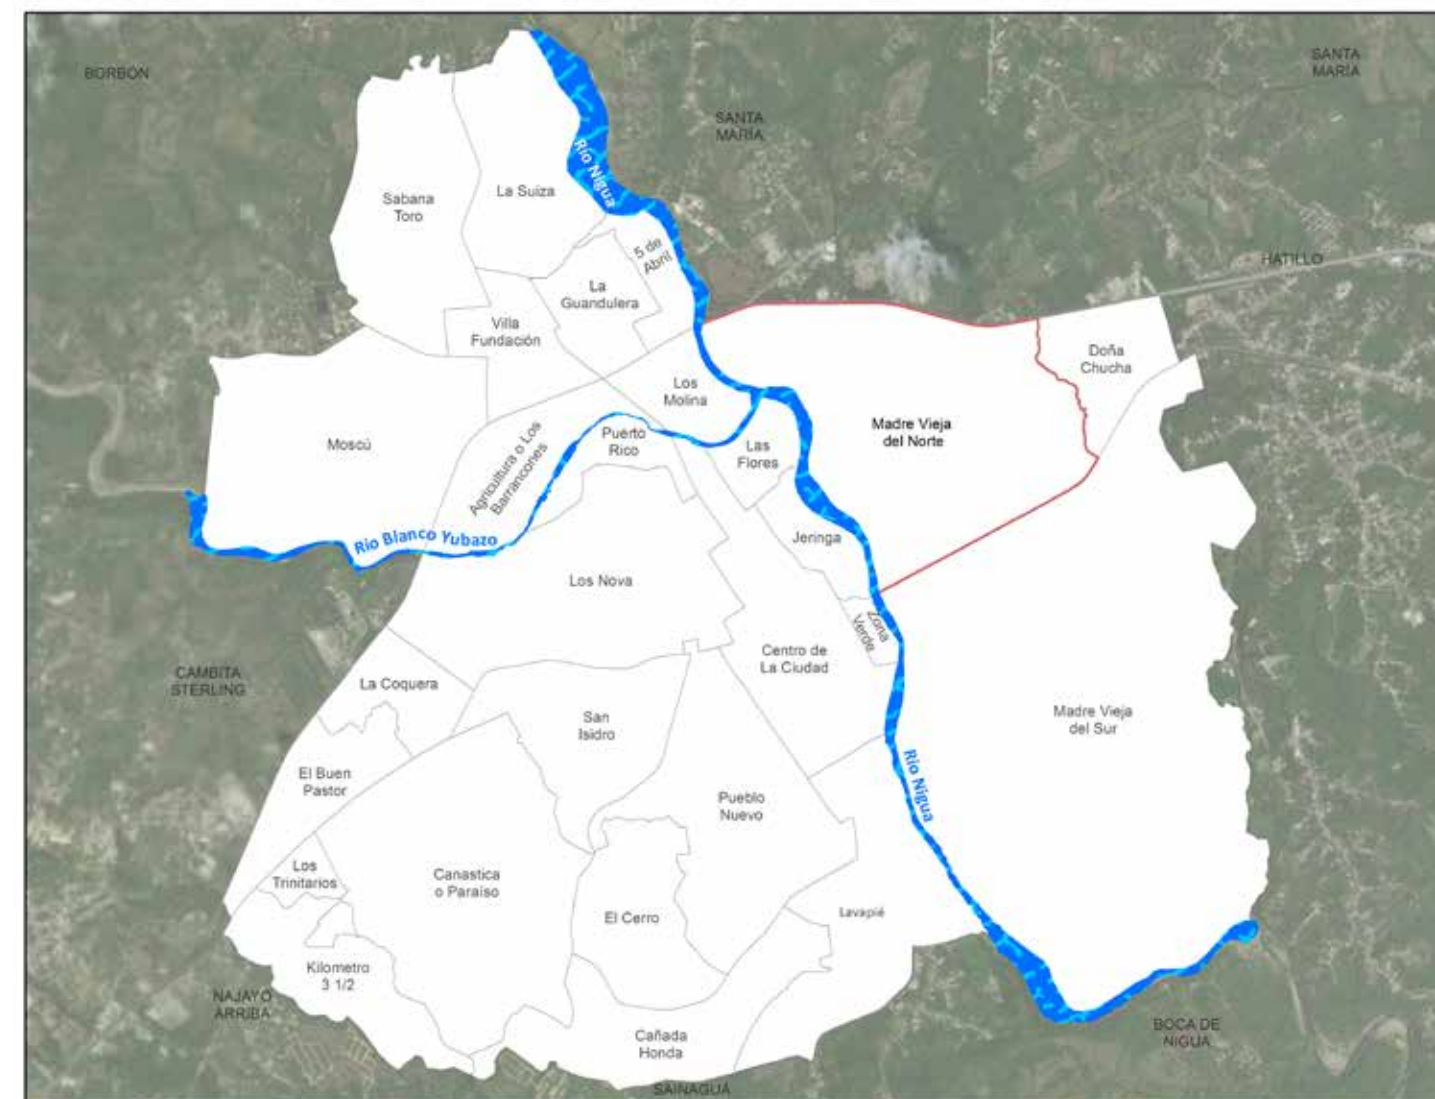 BORBÓN
SANTA
MARÍA
SANTA
MARÍA
Río Nigua
La Suiza
Sabana
Toro
5 de
Abril
HATILLO
La
Guandulera
Villa
Fundación
Doña
Chucha
Los
Molina
Madre Vieja
del Norte
Moscú
Agricultura o Los
Barrancones
Puerto
Rico
Las
Flores
Río Blanco Yubazo
Jeringa
Los Nova
Zona
Verde
Centro de
La Ciudad
CAMBITA
STERLING
La Coquera
San
Isidro
Madre Vieja
del Sur
El Buen
Pastor
Pueblo
Nuevo
Río Nigua
Los
Trinitarios
Canastica
o Paraíso
El Cerro
Lavapié
Kilometro
3 1/2
NAJAYO
ARRIBA
Cañada
Honda
BOCA DE
NIGUA
SAINAGUÁ